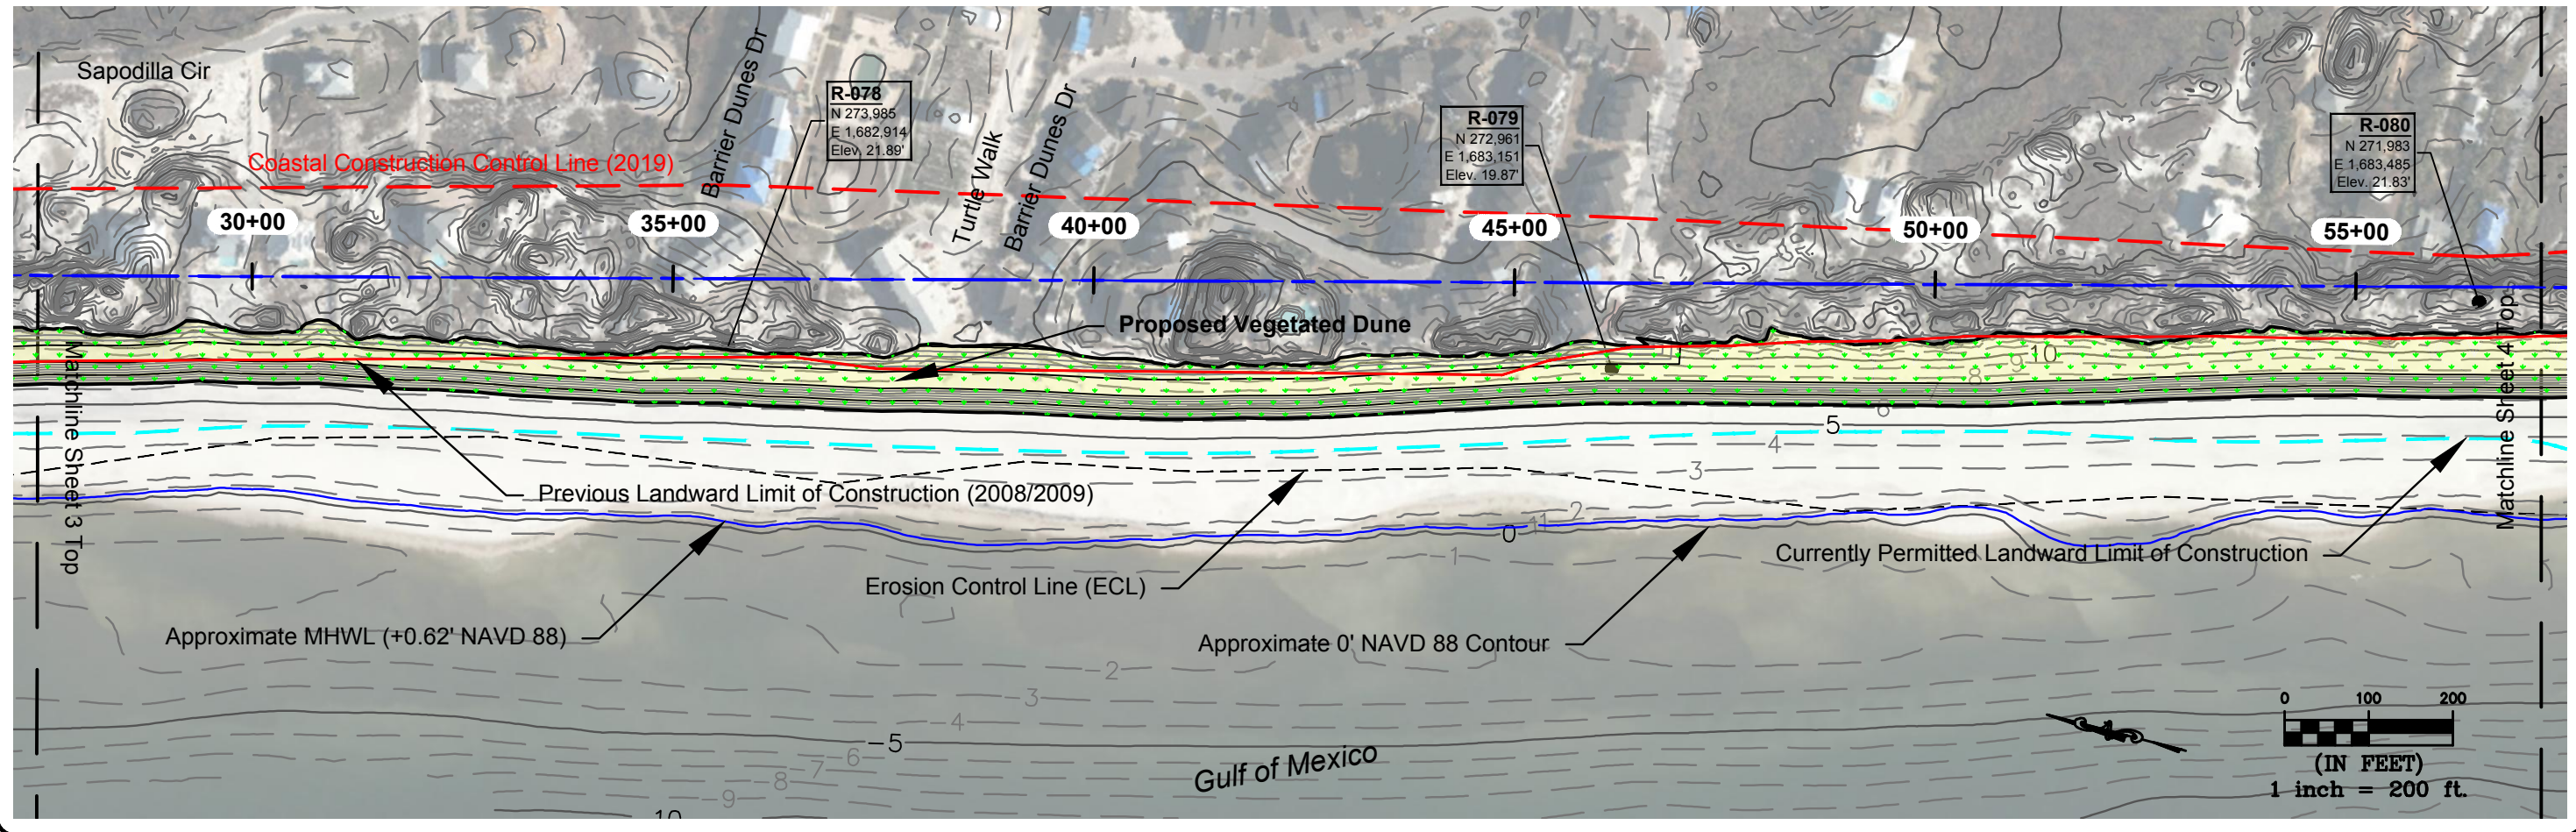 Sapodilla Cir
Barrier Dunes Dr
R-078
N 273,985
E 1,682,914
Elev. 21.89'
Turtle Walk
Barrier Dunes Dr
R-079
N 272,961
E 1,683,151
Elev. 19.87'
R-080
N 271,983
E 1,683,485
Elev. 21.83'
Coastal Construction Control Line (2019)
30+00
35+00
40+00
45+00
50+00
55+00
Proposed Vegetated Dune
Matchline Sheet 3 Top
Matchline Sheet 4 Top
10
9
8
7
6
5
4
3
2
1
0
-1
Previous Landward Limit of Construction (2008/2009)
Currently Permitted Landward Limit of Construction
Erosion Control Line (ECL)
Approximate MHWL (+0.62' NAVD 88)
Approximate 0' NAVD 88 Contour
-2
-3
-4
-5
-6
-7
-8
-9
Gulf of Mexico
0 100 200
(IN FEET)
1 inch = 200 ft.